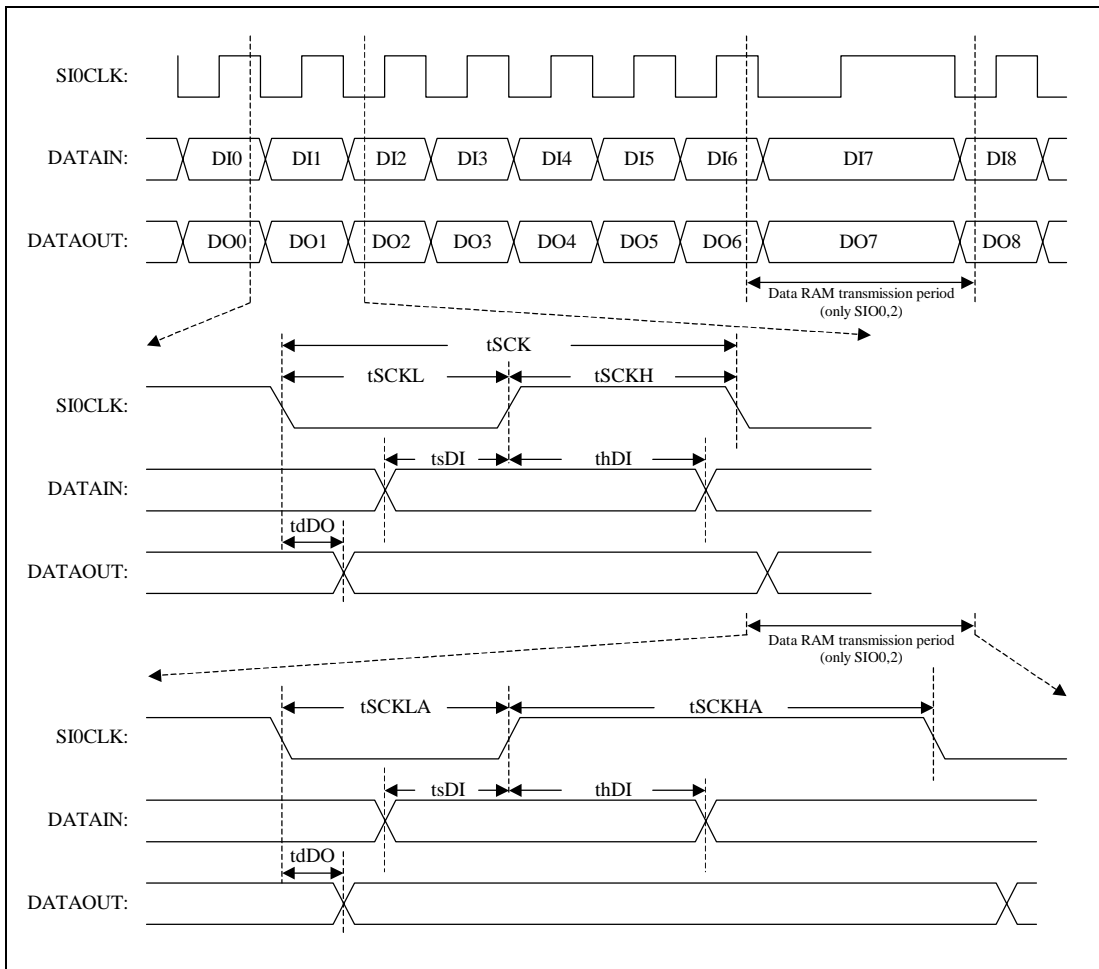 SI0CLK:
DATAIN: DI0 DI1 DI2 DI3 DI4 DI5 DI6 DI7 DI8
DATAOUT: DO0 DO1 DO2 DO3 DO4 DO5 DO6 DO7 DO8
Data RAM transmission period
(only SIO0,2)
tSCK
tSCKL tSCKH
SI0CLK:
tsDI thDI
DATAIN:
tdDO
DATAOUT:
Data RAM transmission period
(only SIO0,2)
tSCKLA tSCKHA
SI0CLK:
tsDI thDI
DATAIN:
tdDO
DATAOUT: